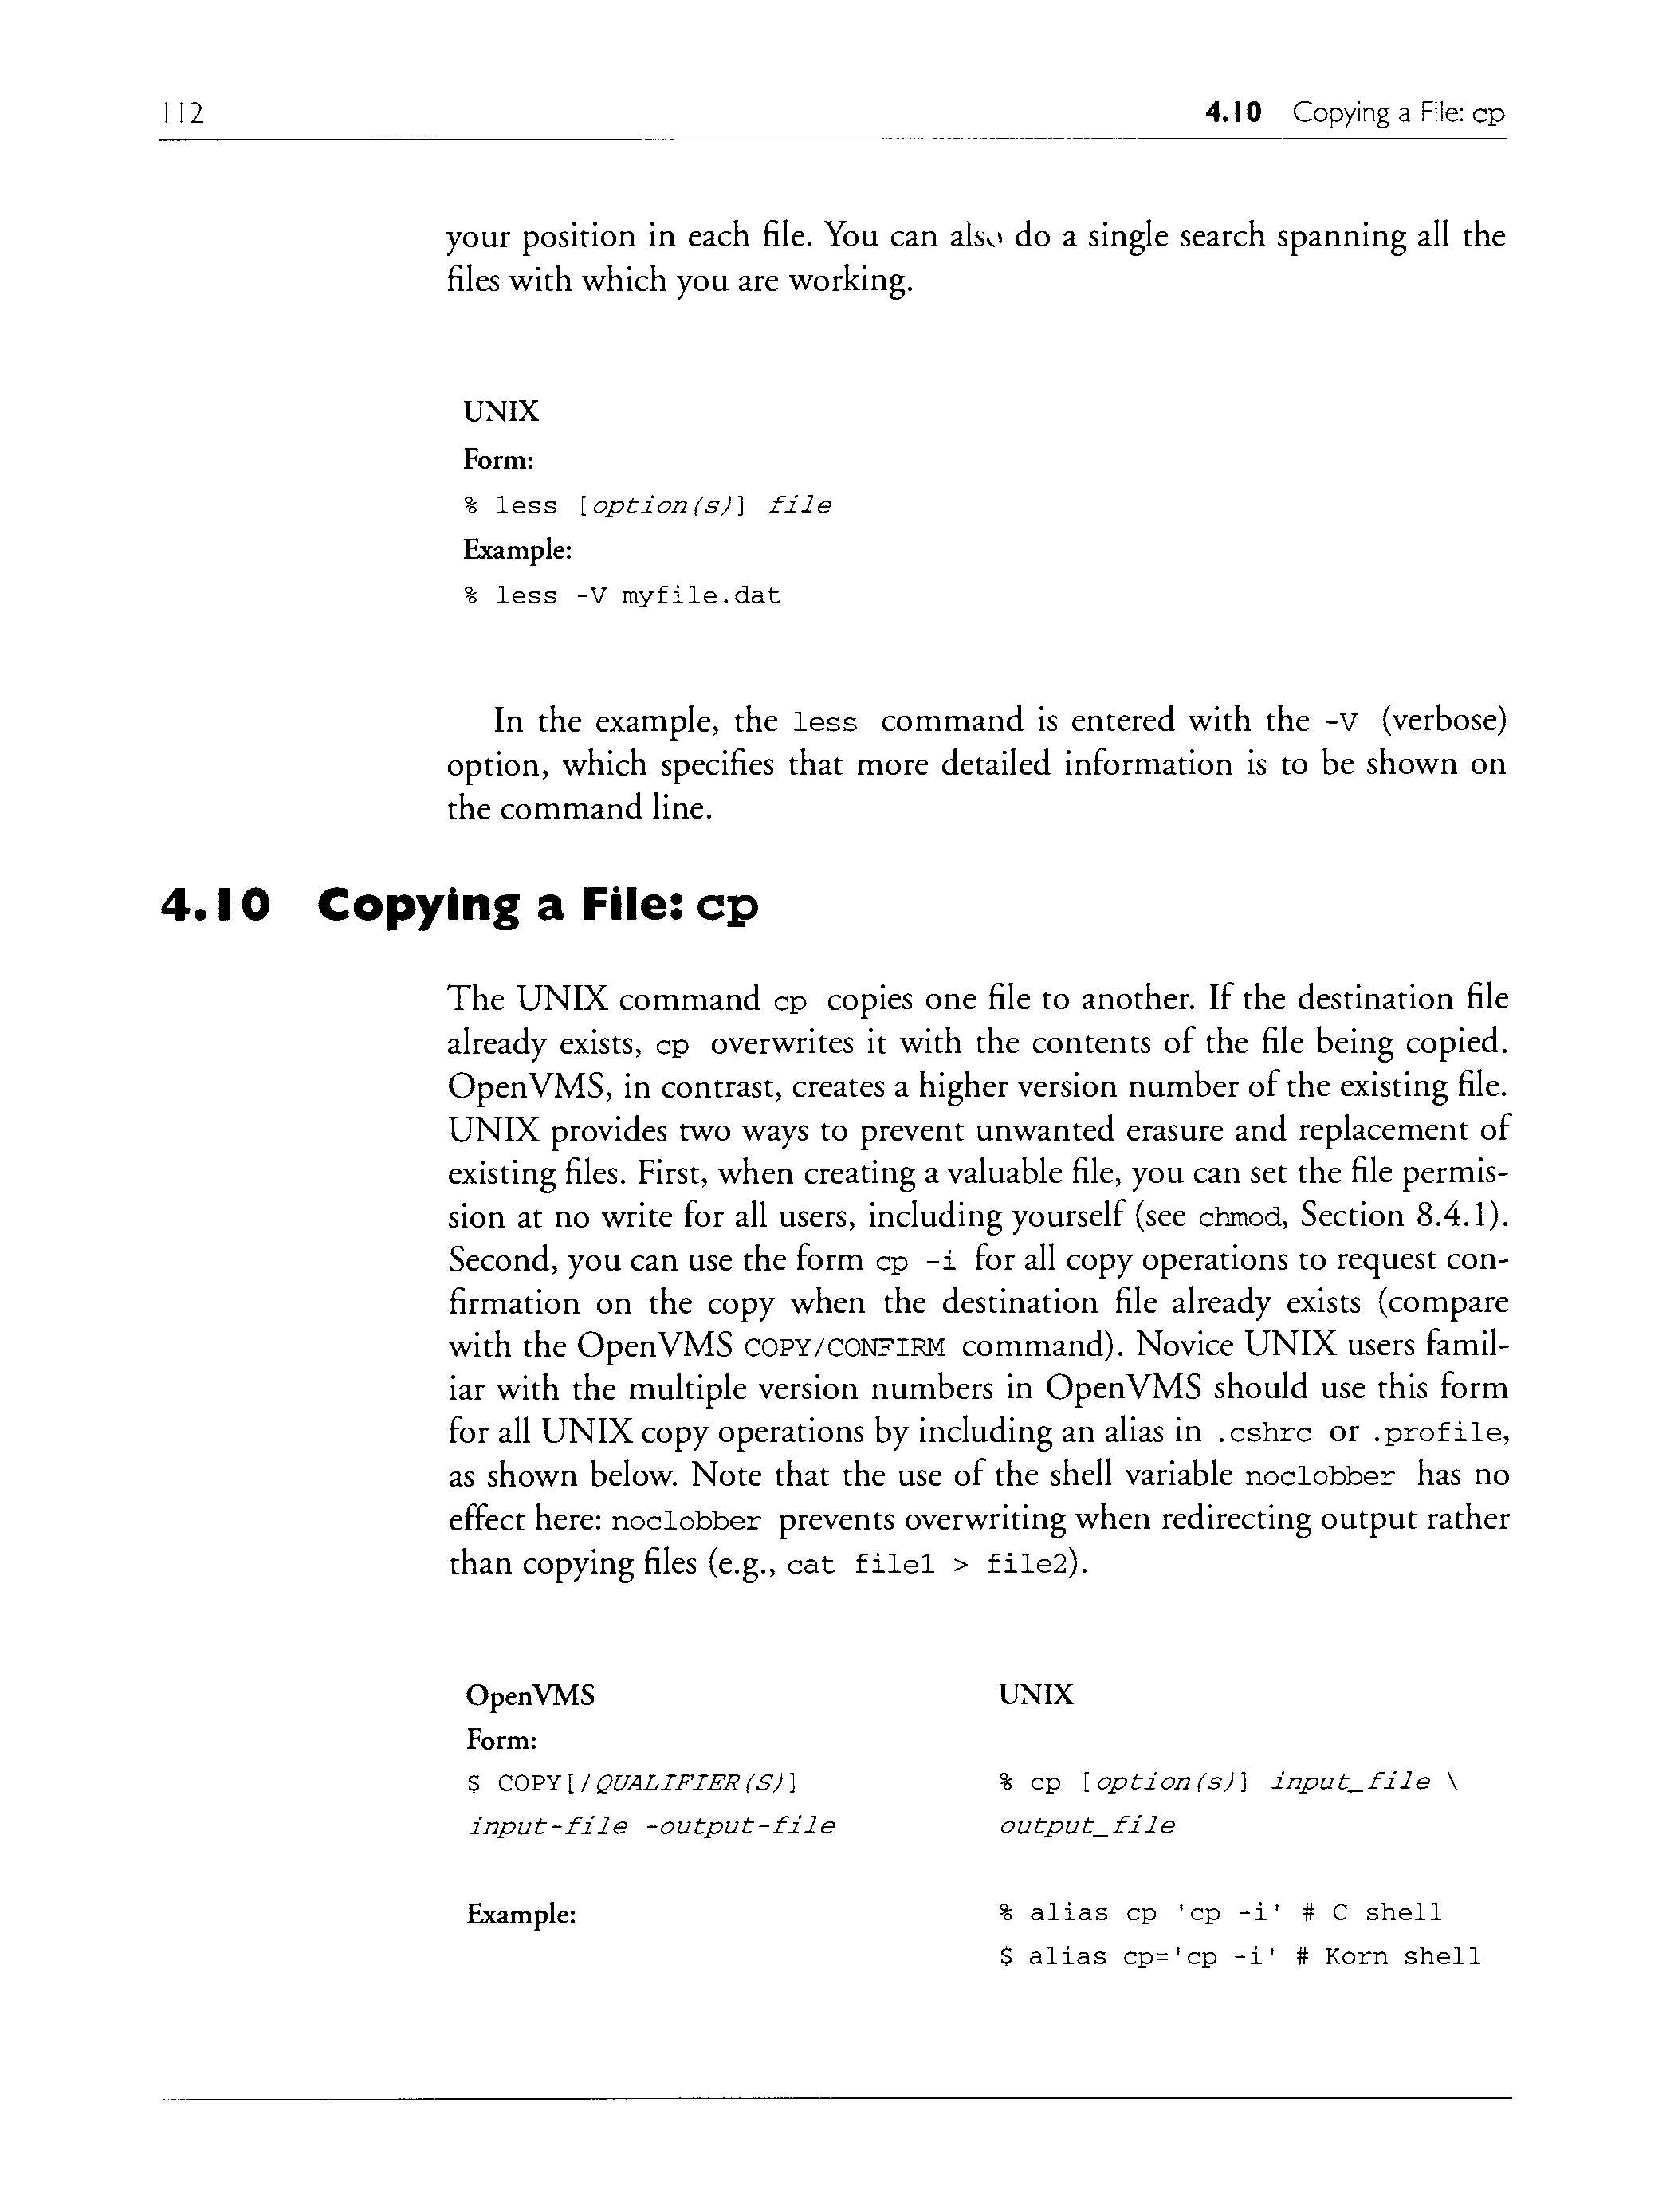 112
4.10 Copying a File: cp
your position in each file. You can also do a single search spanning all the
files with which you are working.
UNIX
Form:
% less [option(s)] file
Example:
% less -V myfile.dat
In the example, the less command is entered with the -V (verbose)
option, which specifies that more detailed information is to be shown on
the command line.
4.10 Copying a File: cp
The UNIX command cp copies one file to another. If the destination file
already exists, cp overwrites it with the contents of the file being copied.
OpenVMS, in contrast, creates a higher version number of the existing file.
UNIX provides two ways to prevent unwanted erasure and replacement of
existing files. First, when creating a valuable file, you can set the file permis-
sion at no write for all users, including yourself (see chmod, Section 8.4.1).
Second, you can use the form cp -i for all copy operations to request con-
firmation on the copy when the destination file already exists (compare
with the OpenVMS COPY/CONFIRM command). Novice UNIX users famil-
iar with the multiple version numbers in OpenVMS should use this form
for all UNIX copy operations by including an alias in .cshrc or .profile,
as shown below. Note that the use of the shell variable noclobber has no
effect here: noclobber prevents overwriting when redirecting output rather
than copying files (e.g., cat file1 > file2).
OpenVMS
UNIX
Form:
$ COPY[/QUALIFIER(S)]
% cp [option(s)] input_file \
input-file -output-file
output_file
Example:
% alias cp 'cp -i' # C shell
$ alias cp='cp -i' # Korn shell